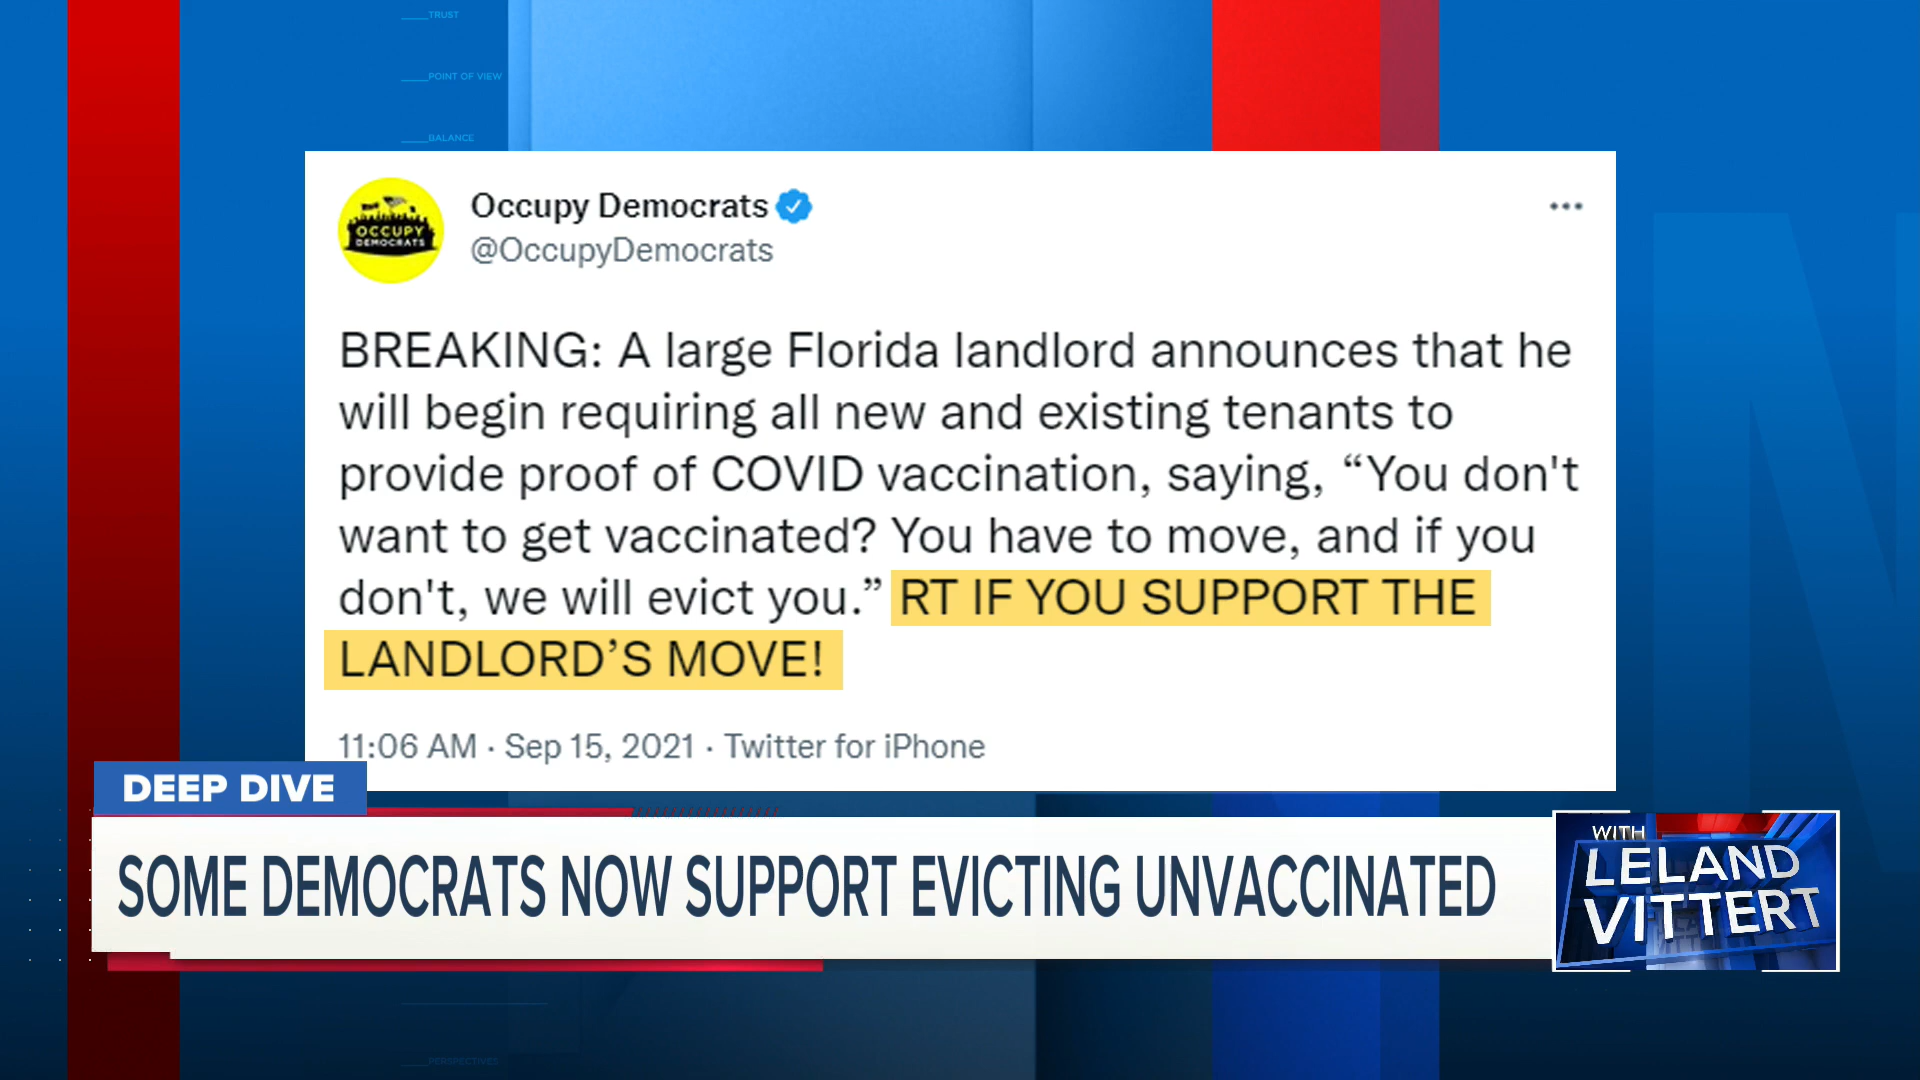 TRUST
POINT OF VIEW
BALANCE
OCCUPY
DEMOCRATS
Occupy Democrats
@OccupyDemocrats
BREAKING: A large Florida landlord announces that he
will begin requiring all new and existing tenants to
provide proof of COVID vaccination, saying, “You don't
want to get vaccinated? You have to move, and if you
don't, we will evict you.” RT IF YOU SUPPORT THE
LANDLORD’S MOVE!
11:06 AM · Sep 15, 2021 · Twitter for iPhone
DEEP DIVE
SOME DEMOCRATS NOW SUPPORT EVICTING UNVACCINATED
WITH
LELAND
VITTERT
PERSPECTIVES